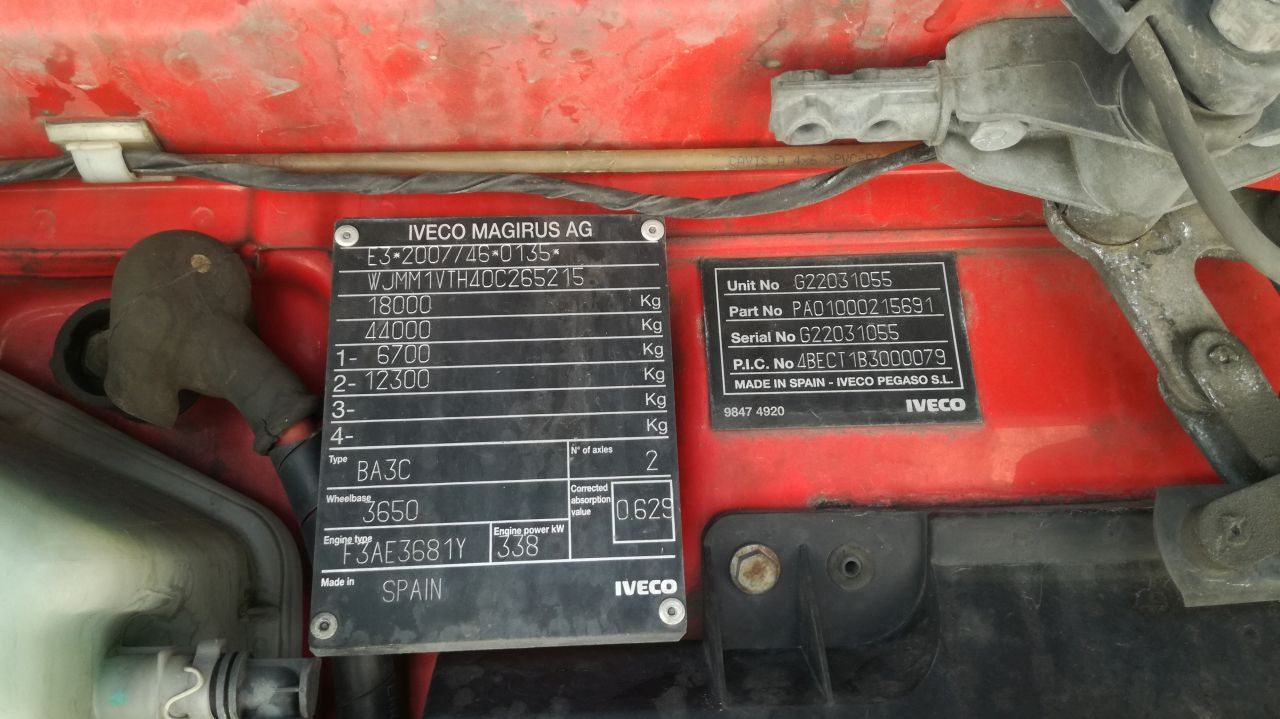 CAVIS A 4x6 >PVC-P<
IVECO MAGIRUS AG
E3*2007/46*0135*
WJMM1VTH40C265215
18000 Kg
44000 Kg
1- 6700 Kg
2- 12300 Kg
3- Kg
4- Kg
Type BA3C
N° of axles 2
Wheelbase 3650
Corrected absorption value 0.629
Engine type F3AE3681Y
Engine power kW 338
Made in SPAIN
IVECO
Unit No G22031055
Part No PA01000215691
Serial No G22031055
P.I.C. No 4BECT1B3000079
MADE IN SPAIN - IVECO PEGASO S.L.
9847 4920 IVECO